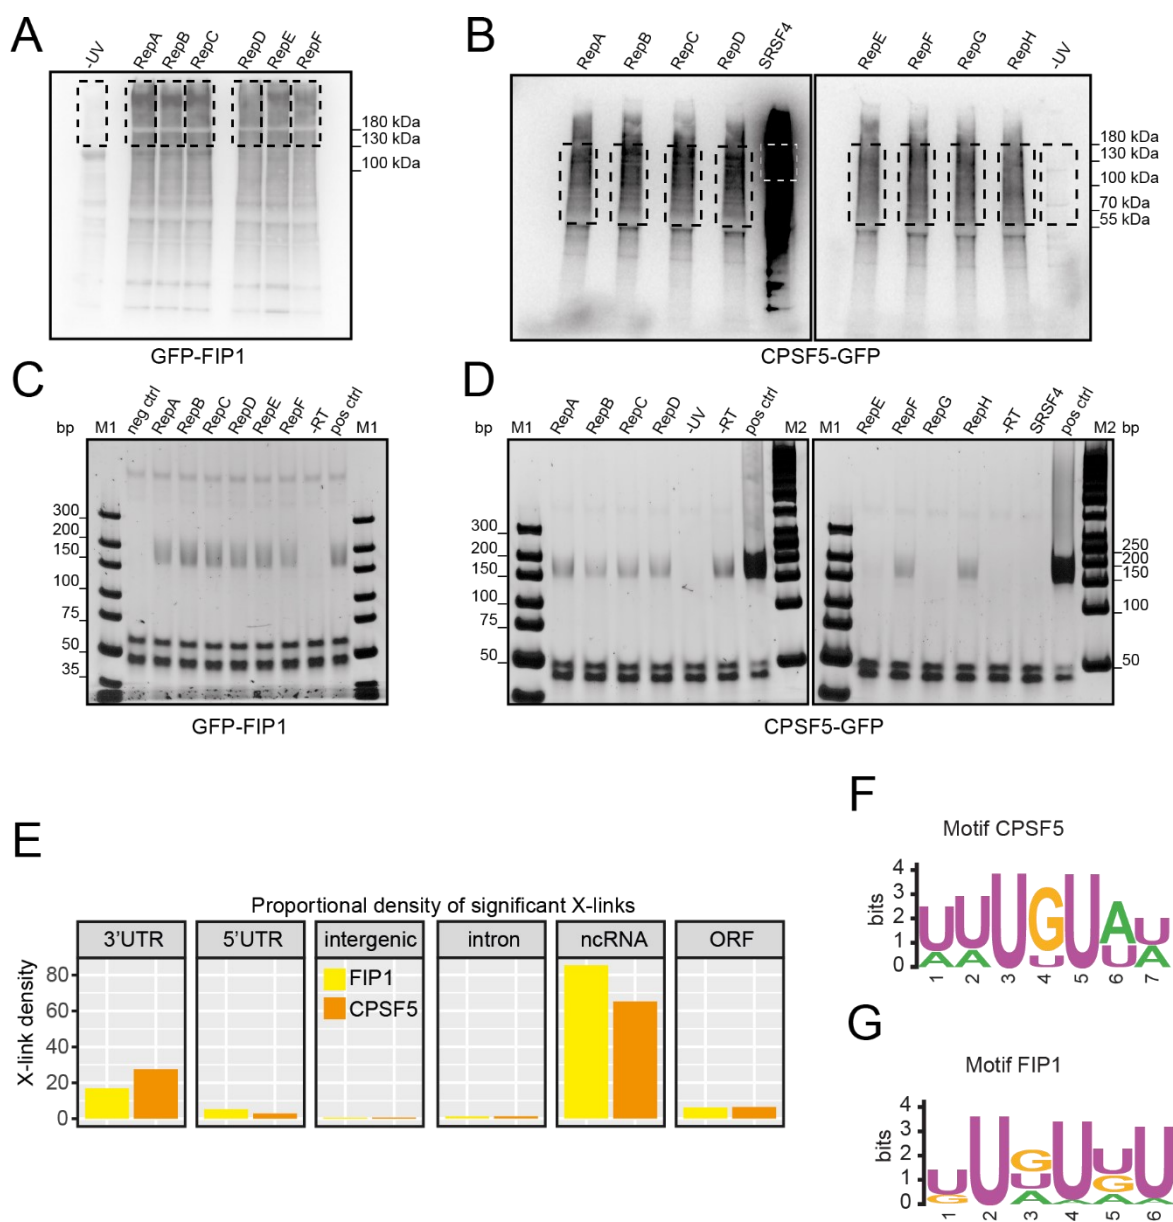 A
-UV RepA RepB RepC RepD RepE RepF
180 kDa
130 kDa
100 kDa
GFP-FIP1
B
RepA RepB RepC RepD SRSF4 RepE RepF RepG RepH -UV
180 kDa
130 kDa
100 kDa
70 kDa
55 kDa
CPSF5-GFP
C
bp M1 neg ctrl RepA RepB RepC RepD RepE RepF -RT pos ctrl M1
300
200
150
100
75
50
35
GFP-FIP1
D
bp M1 RepA RepB RepC RepD -UV -RT pos ctrl M2 M1 RepE RepF RepG RepH -RT SRSF4 pos ctrl M2 bp
300
200
150
100
75
50
250
200
150
100
50
CPSF5-GFP
E
Proportional density of significant X-links
3'UTR 5'UTR intergenic intron ncRNA ORF
X-link density
80
60
40
20
0
FIP1
CPSF5
F
Motif CPSF5
bits
4
3
2
1
0
U U U G U A U
A A U U A
1 2 3 4 5 6 7
G
Motif FIP1
bits
4
3
2
1
0
U U G U U U
G U A G A
A A
1 2 3 4 5 6